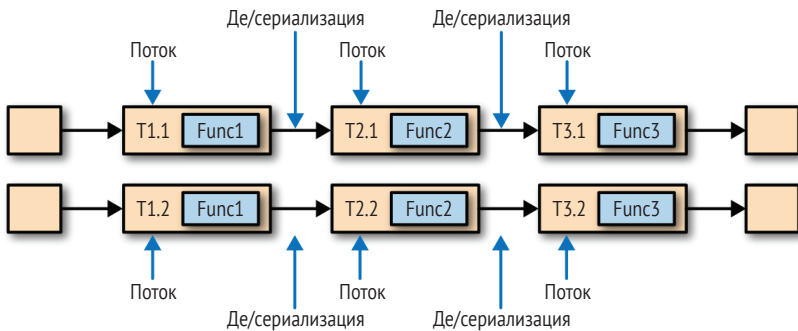 Де/сериализация Де/сериализация
Поток Поток Поток
T1.1 Func1 T2.1 Func2 T3.1 Func3
T1.2 Func1 T2.2 Func2 T3.2 Func3
Поток Поток Поток
Де/сериализация Де/сериализация